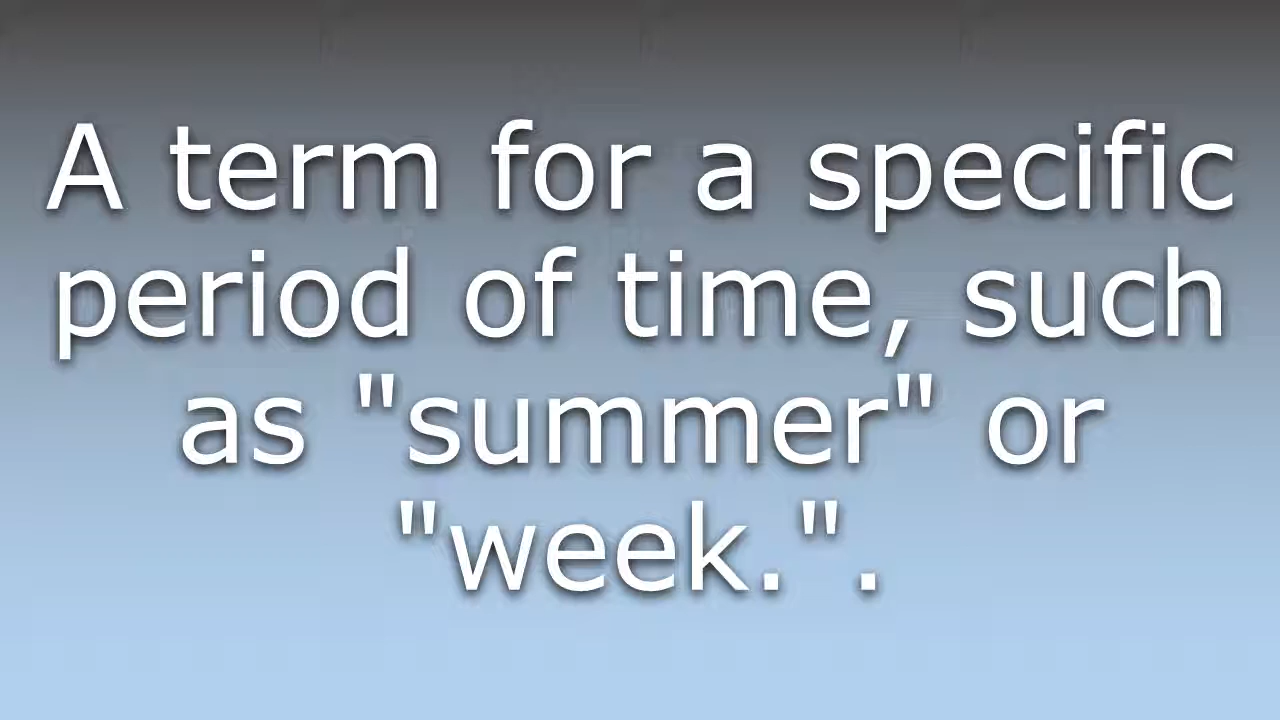 A term for a specific
period of time, such
as "summer" or
"week.".